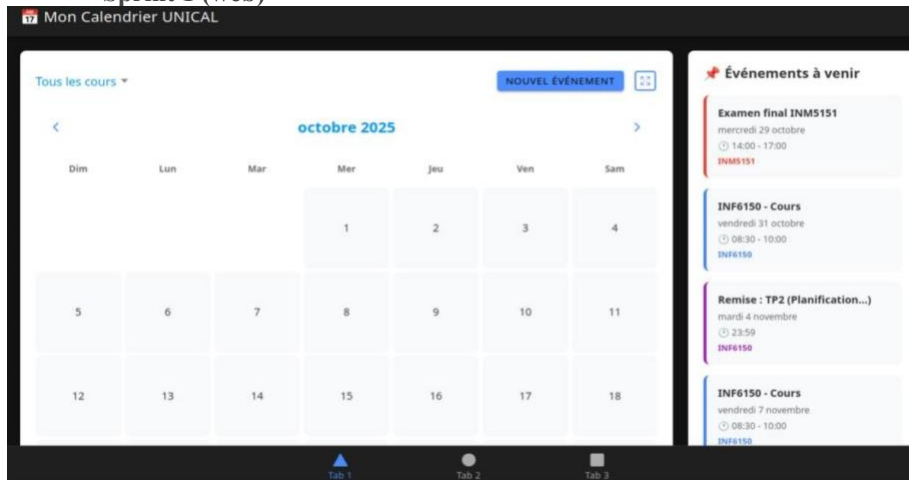 Sprint 1 (web)
📅 Mon Calendrier UNICAL
Tous les cours
NOUVEL ÉVÉNEMENT
octobre 2025
Dim Lun Mar Mer Jeu Ven Sam
1 2 3 4
5 6 7 8 9 10 11
12 13 14 15 16 17 18
📌 Événements à venir
Examen final INM5151
mercredi 29 octobre
14:00 - 17:00
INM5151
INF6150 - Cours
vendredi 31 octobre
08:30 - 10:00
INF6150
Remise : TP2 (Planification...)
mardi 4 novembre
23:59
INF6150
INF6150 - Cours
vendredi 7 novembre
08:30 - 10:00
INF6150
Tab 1 Tab 2 Tab 3